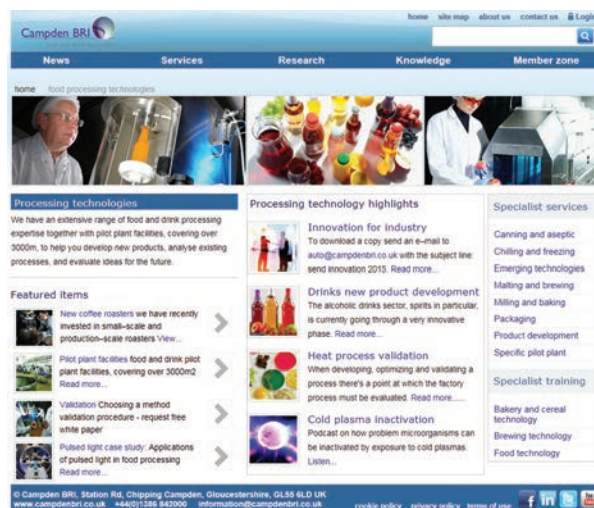 home site map about us contact us Login
Campden BRI
News Services Research Knowledge Member zone
home food processing technologies
Processing technologies
We have an extensive range of food and drink processing
expertise together with pilot plant facilities, covering over
3000m, to help you develop new products, analyse existing
processes, and evaluate ideas for the future.
Featured items
New coffee roasters we have recently
invested in small-scale and
production-scale roasters View...
Pilot plant facilities food and drink pilot
plant facilities, covering over 3000m2
Read more...
Validation Choosing a method
validation procedure - request free
white paper
Pulsed light case study: Applications
of pulsed light in food processing
Read more...
Processing technology highlights
Innovation for industry
To download a copy send an e-mail to
auto@campdenbri.co.uk with the subject line:
send innovation 2015. Read more...
Drinks new product development
The alcoholic drinks sector, spirits in particular,
is currently going through a very innovative
phase. Read more...
Heat process validation
When developing, optimizing and validating a
process there's a point at which the factory
process must be evaluated. Read more......
Cold plasma inactivation
Podcast on how problem microorganisms can
be inactivated by exposure to cold plasmas.
Listen...
Specialist services
Canning and aseptic
Chilling and freezing
Emerging technologies
Malting and brewing
Milling and baking
Packaging
Product development
Specific pilot plant
Specialist training
Bakery and cereal
technology
Brewing technology
Food technology
© Campden BRI, Station Rd, Chipping Campden, Gloucestershire, GL55 6LD UK
www.campdenbri.co.uk +44(0)1386 842000 information@campdenbri.co.uk
cookie policy privacy policy terms of use